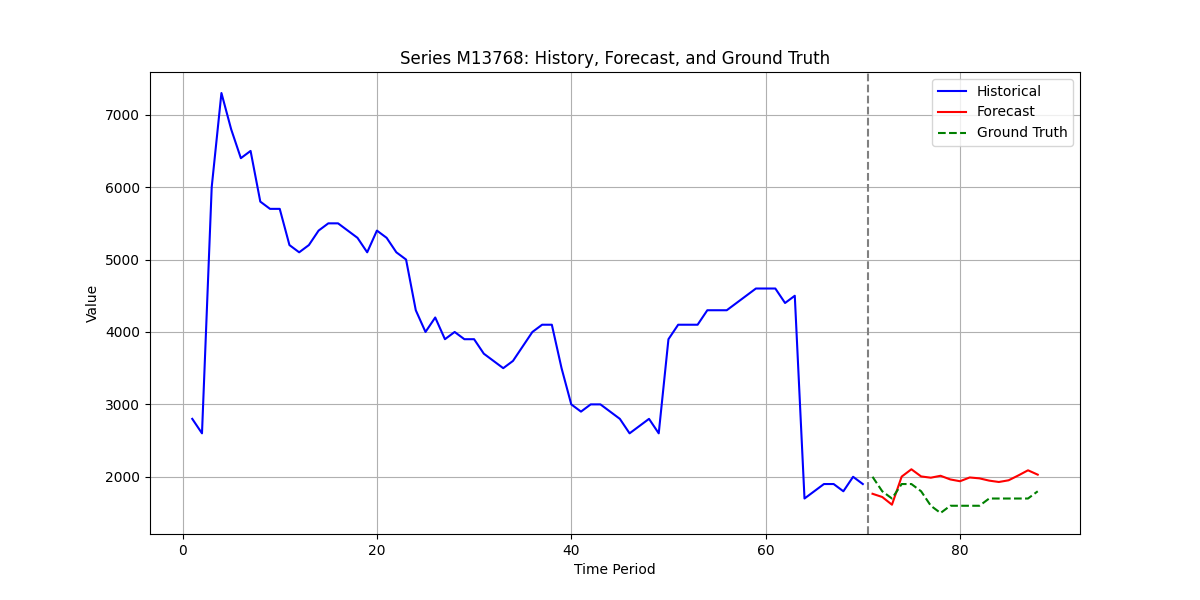 Series M13768: History, Forecast, and Ground Truth
Historical
Forecast
Ground Truth
Value
7000
6000
5000
4000
3000
2000
0 20 40 60 80
Time Period